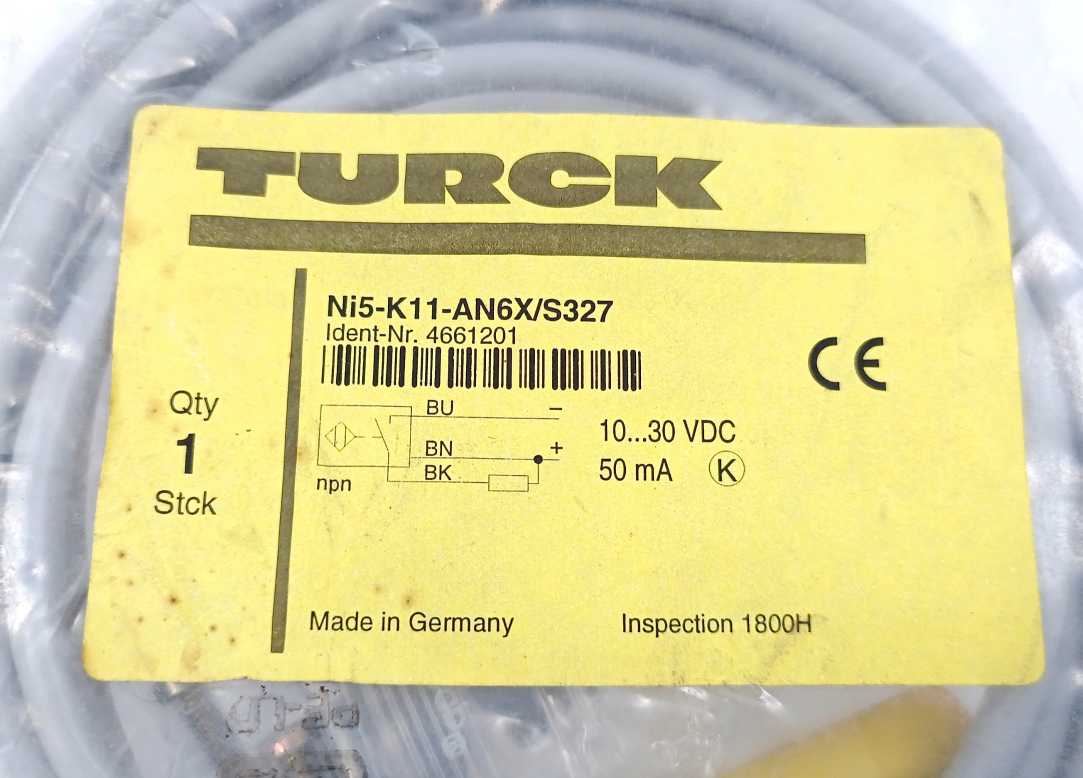 TURCK
Ni5-K11-AN6X/S327
Ident-Nr. 4661201
CE
Qty
1
Stck
BU
−
BN
+
BK
npn
10...30 VDC
50 mA K
Made in Germany
Inspection 1800H